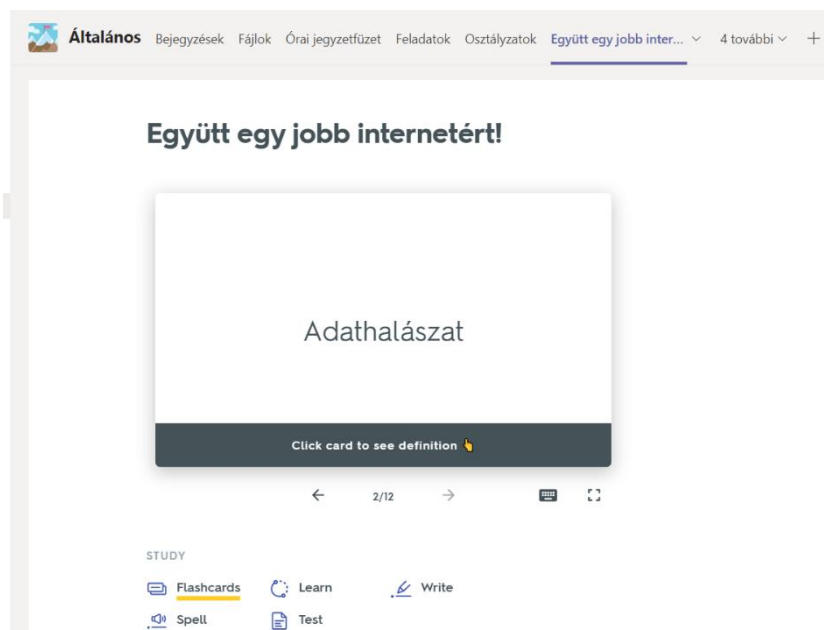 Általános Bejegyzések Fájlok Órai jegyzetfüzet Feladatok Osztályzatok Együtt egy jobb inter... 4 további
Együtt egy jobb internetért!
Adathalászat
Click card to see definition
2/12
STUDY
Flashcards Learn Write
Spell Test